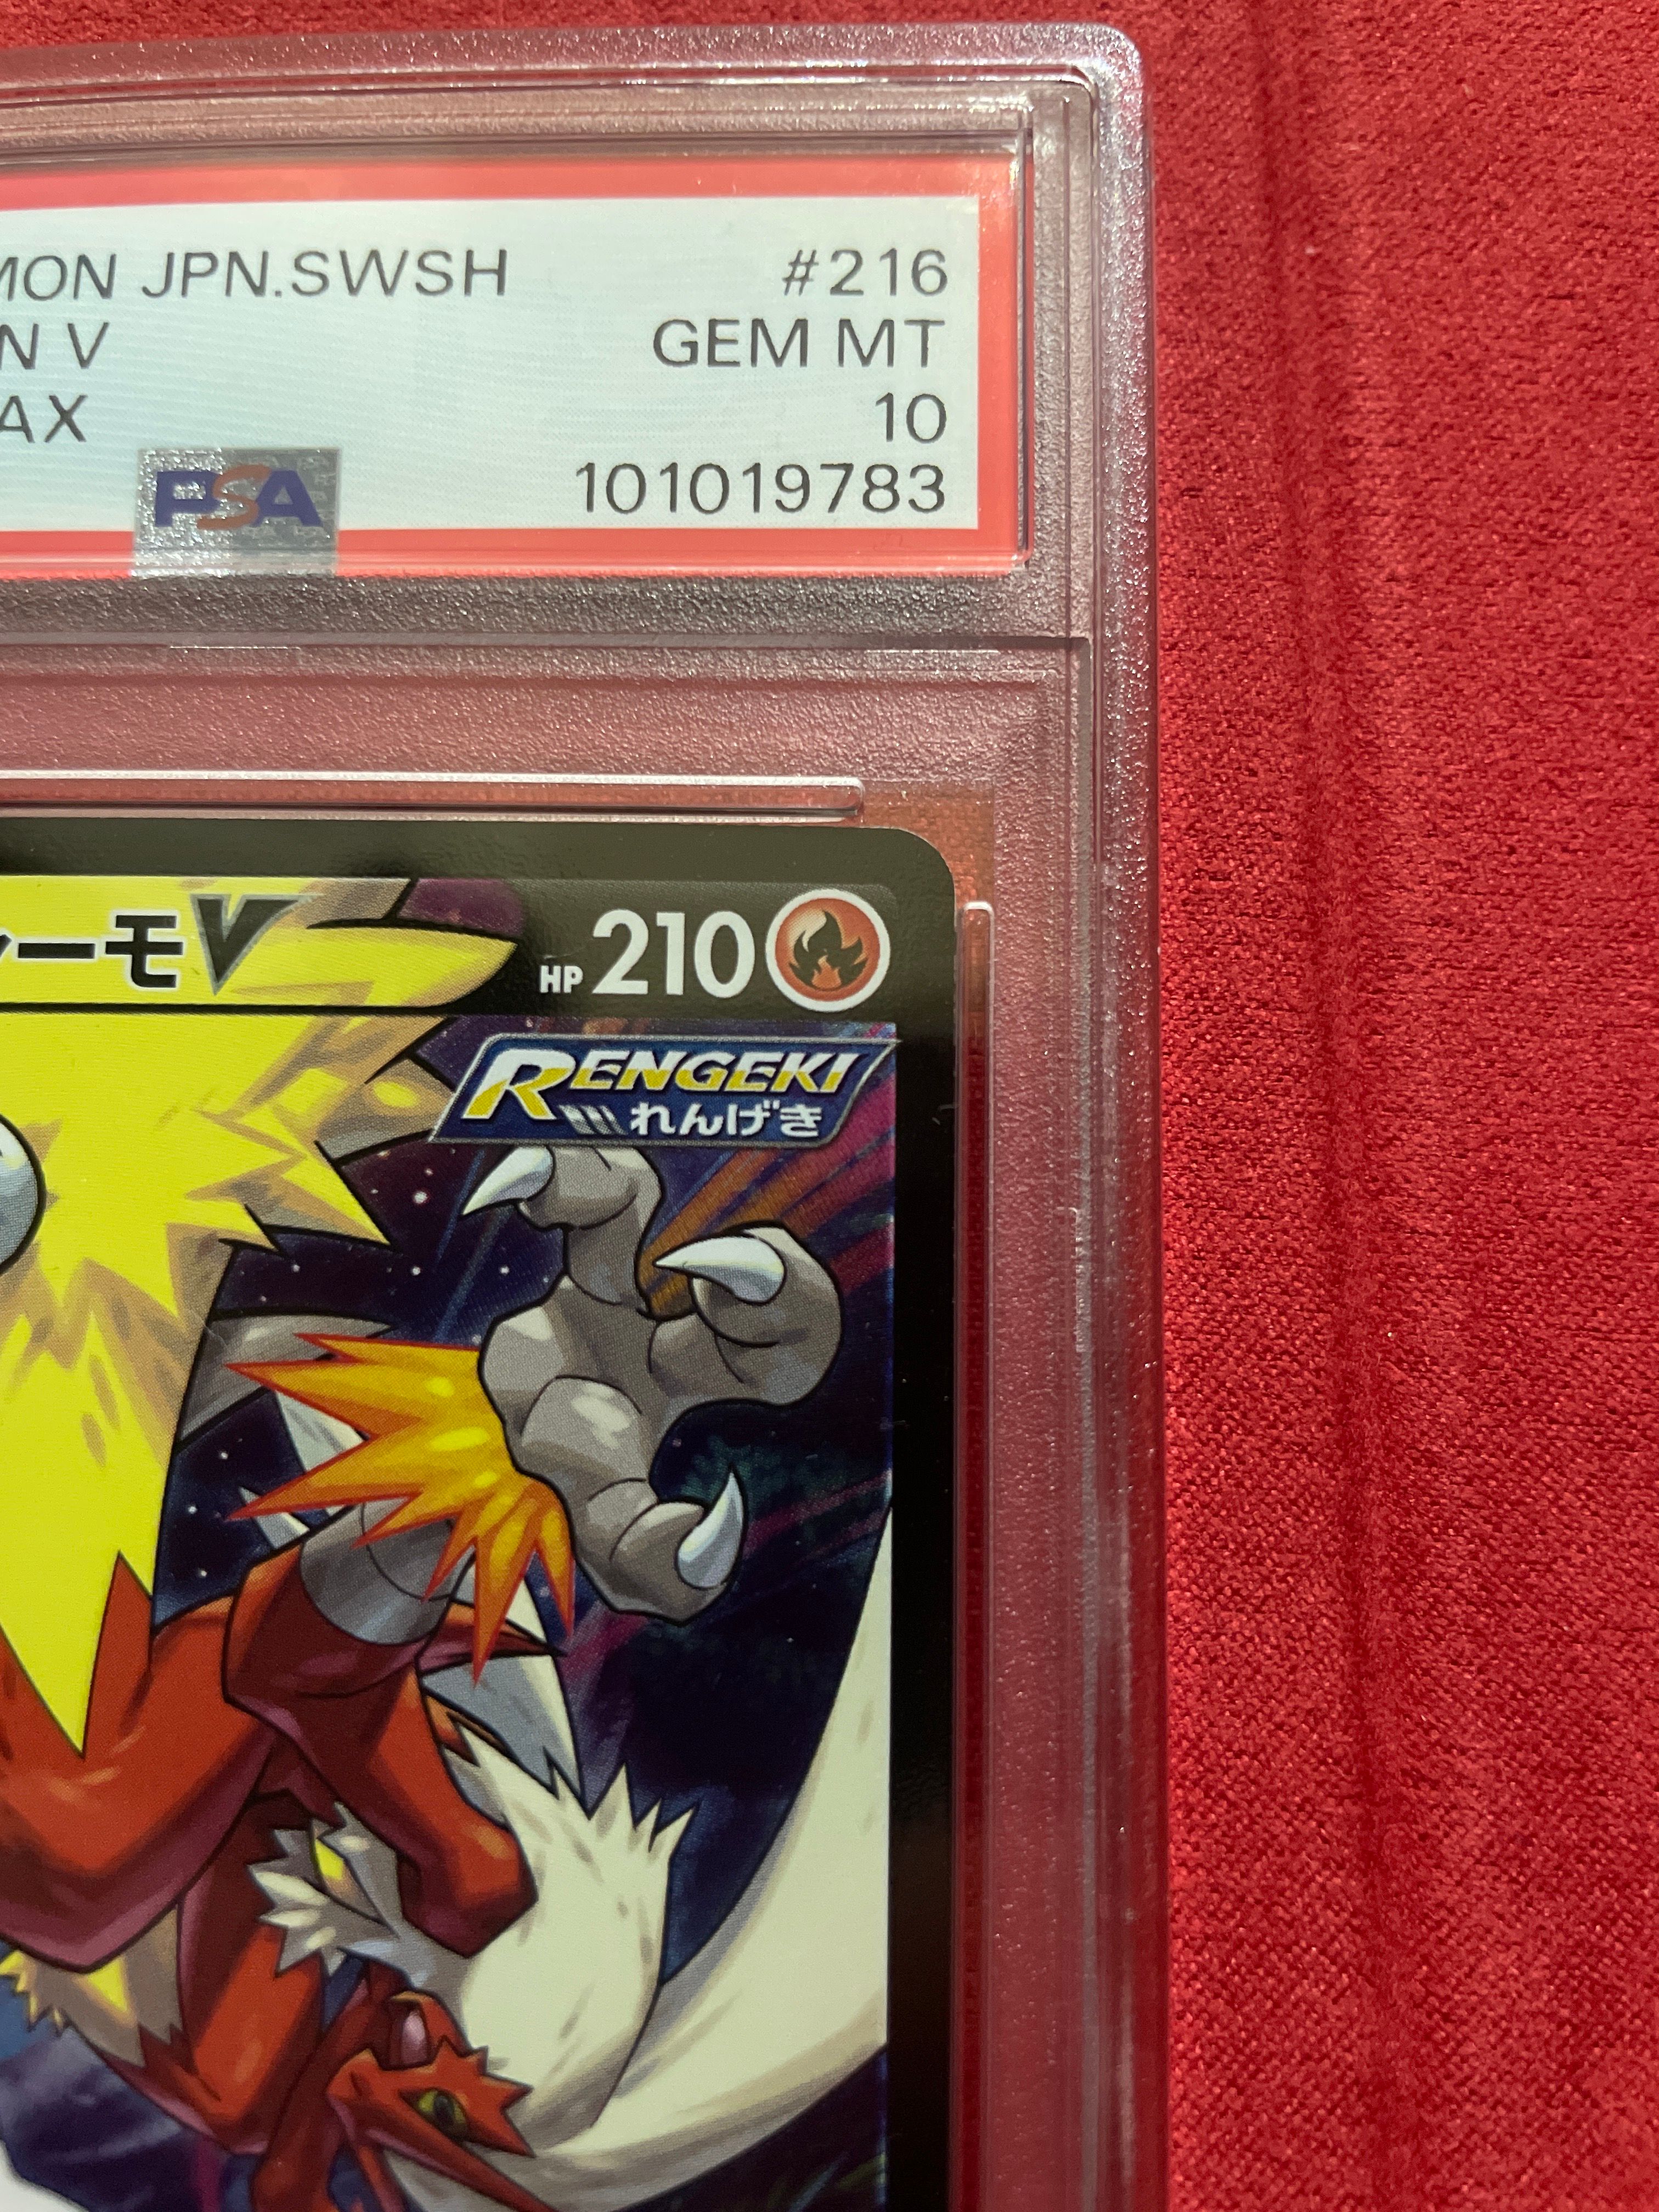 MON JPN.SWSH #216
N V GEM MT
AX 10
PSA 101019783
ーモV HP 210
RENGEKI
れんげき